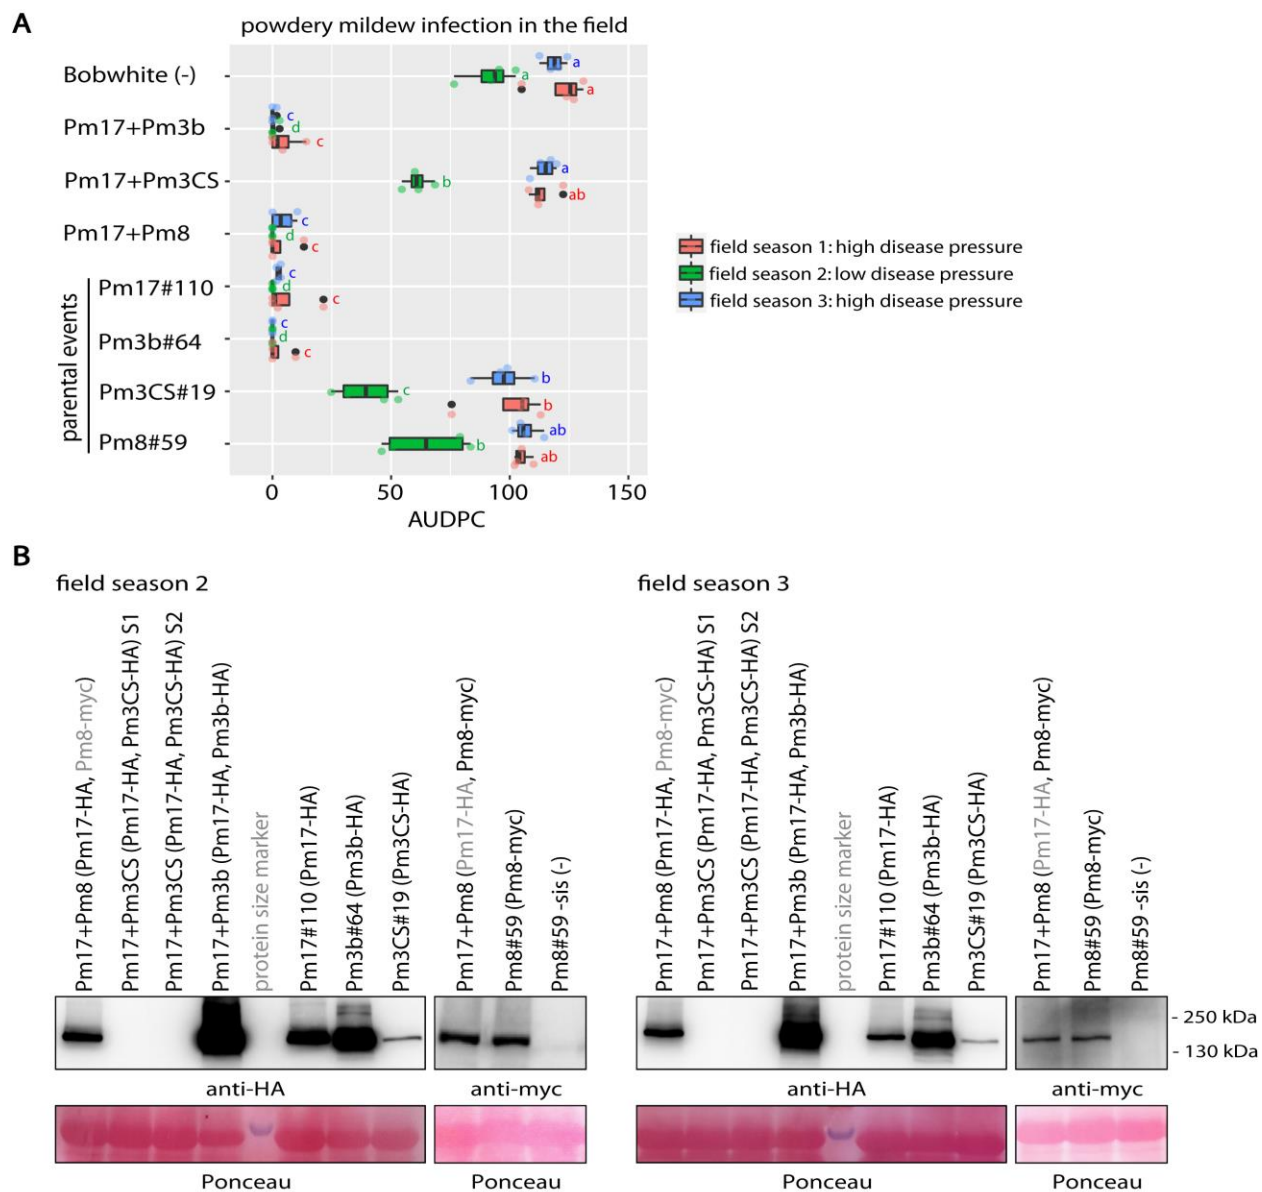 A
powdery mildew infection in the field
Bobwhite (-)
a
a
a
Pm17+Pm3b
c
d
c
Pm17+Pm3CS
a
b
ab
Pm17+Pm8
c
d
c
parental events
Pm17#110
c
d
c
Pm3b#64
c
d
c
Pm3CS#19
b
c
b
Pm8#59
ab
b
ab
0 50 100 150
AUDPC
field season 1: high disease pressure
field season 2: low disease pressure
field season 3: high disease pressure
B
field season 2
Pm17+Pm8 (Pm17-HA, Pm8-myc)
Pm17+Pm3CS (Pm17-HA, Pm3CS-HA) S1
Pm17+Pm3CS (Pm17-HA, Pm3CS-HA) S2
Pm17+Pm3b (Pm17-HA, Pm3b-HA)
protein size marker
Pm17#110 (Pm17-HA)
Pm3b#64 (Pm3b-HA)
Pm3CS#19 (Pm3CS-HA)
Pm17+Pm8 (Pm17-HA, Pm8-myc)
Pm8#59 (Pm8-myc)
Pm8#59 -sis (-)
anti-HA
anti-myc
Ponceau
Ponceau
field season 3
Pm17+Pm8 (Pm17-HA, Pm8-myc)
Pm17+Pm3CS (Pm17-HA, Pm3CS-HA) S1
Pm17+Pm3CS (Pm17-HA, Pm3CS-HA) S2
Pm17+Pm3b (Pm17-HA, Pm3b-HA)
protein size marker
Pm17#110 (Pm17-HA)
Pm3b#64 (Pm3b-HA)
Pm3CS#19 (Pm3CS-HA)
Pm17+Pm8 (Pm17-HA, Pm8-myc)
Pm8#59 (Pm8-myc)
Pm8#59 -sis (-)
- 250 kDa
- 130 kDa
anti-HA
anti-myc
Ponceau
Ponceau